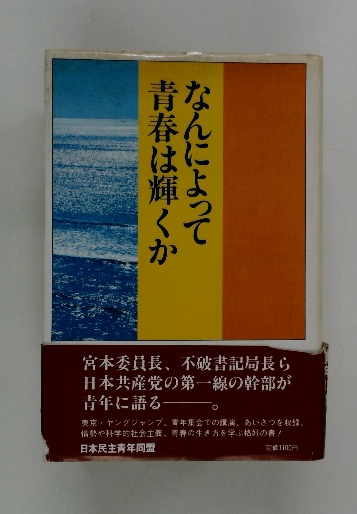 なんによって
青春は輝くか
宮本委員長、不破書記局長ら
日本共産党の第一線の幹部が
青年に語る———。
東京・ヤングジャンプ、青年集会での講演、あいさつを収録。
情勢や科学的社会主義、青春の生き方を学ぶ格好の書！
日本民主青年同盟
定価1100円